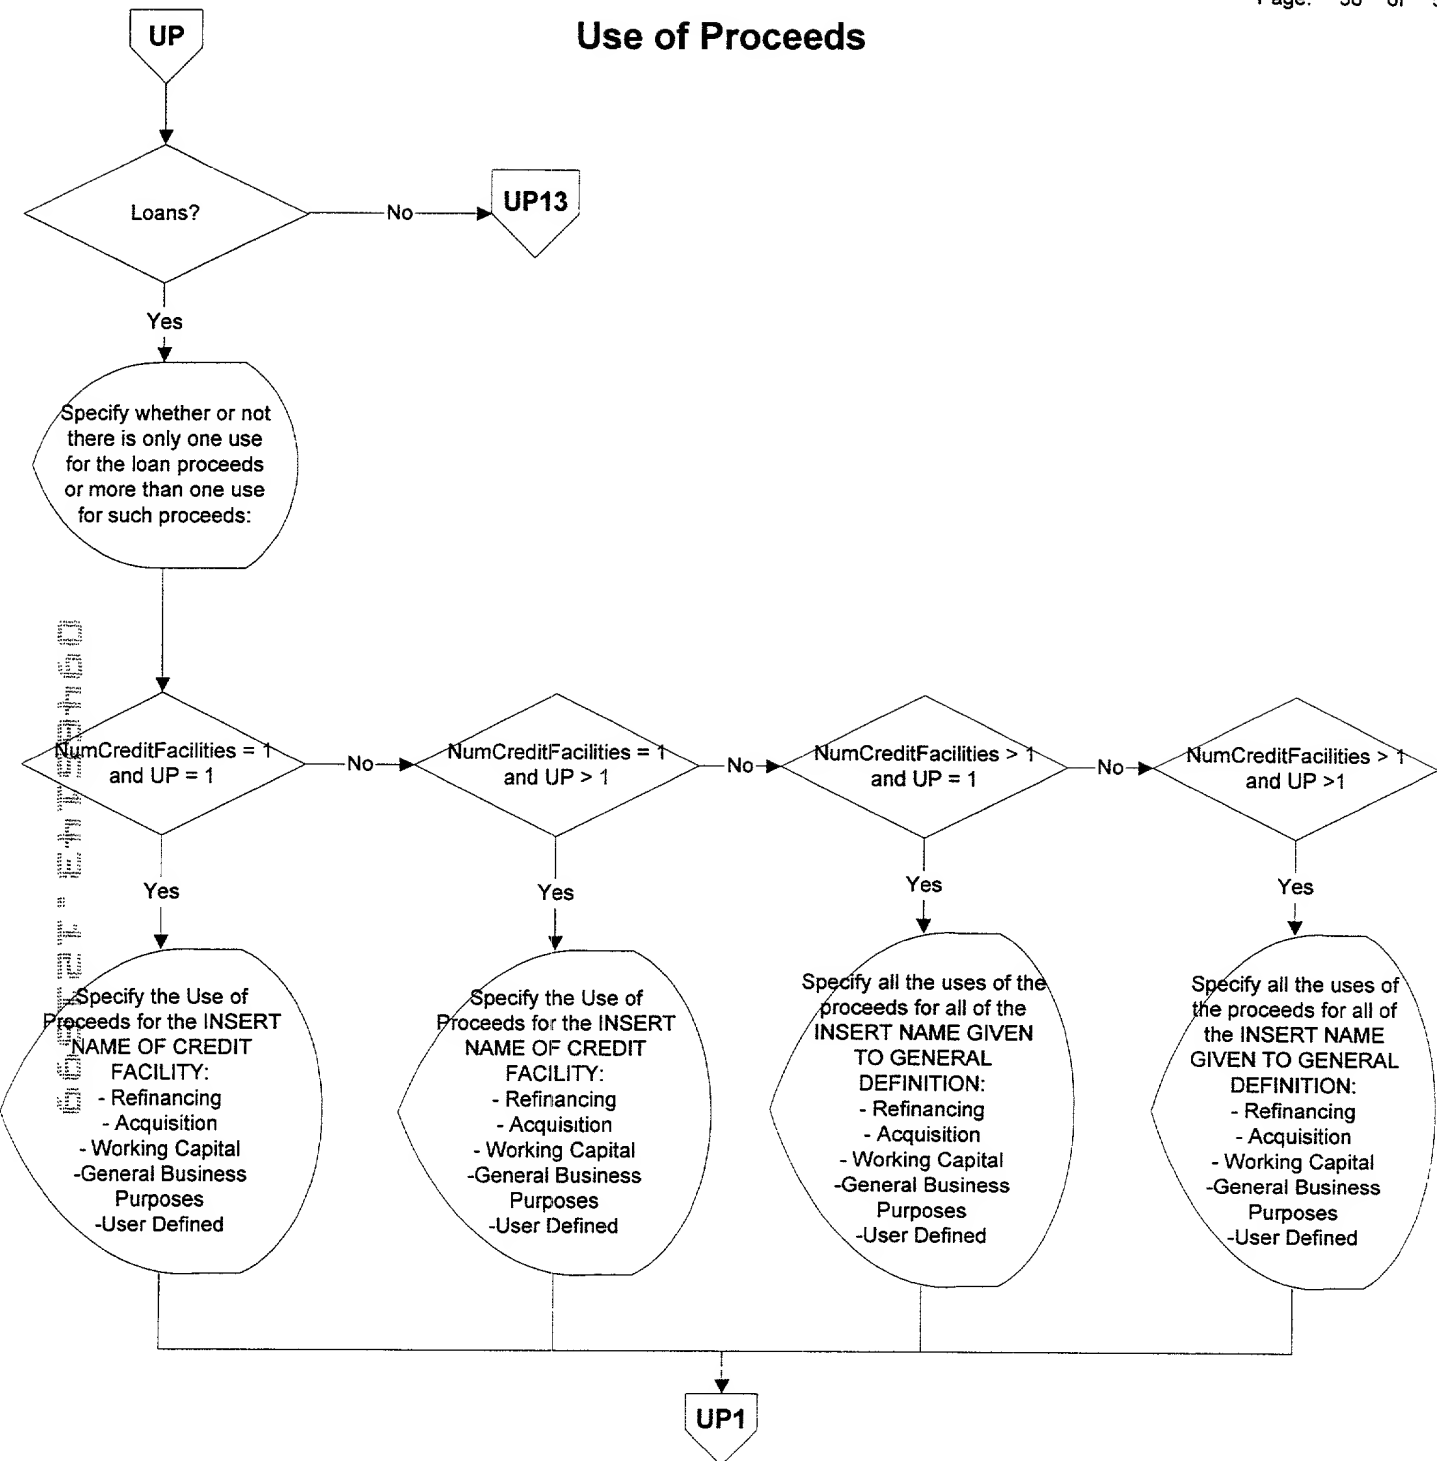 Page: 38 of
UP
Use of Proceeds
Loans?
No
UP13
Yes
Specify whether or not
there is only one use
for the loan proceeds
or more than one use
for such proceeds:
NumCreditFacilities = 1
and UP = 1
No
NumCreditFacilities = 1
and UP > 1
No
NumCreditFacilities > 1
and UP = 1
No
NumCreditFacilities > 1
and UP >1
Yes
Yes
Yes
Yes
Specify the Use of
Proceeds for the INSERT
NAME OF CREDIT
FACILITY:
- Refinancing
- Acquisition
- Working Capital
-General Business
Purposes
-User Defined
Specify the Use of
Proceeds for the INSERT
NAME OF CREDIT
FACILITY:
- Refinancing
- Acquisition
- Working Capital
-General Business
Purposes
-User Defined
Specify all the uses of the
proceeds for all of the
INSERT NAME GIVEN
TO GENERAL
DEFINITION:
- Refinancing
- Acquisition
- Working Capital
-General Business
Purposes
-User Defined
Specify all the uses of
the proceeds for all of
the INSERT NAME
GIVEN TO GENERAL
DEFINITION:
- Refinancing
- Acquisition
- Working Capital
-General Business
Purposes
-User Defined
UP1